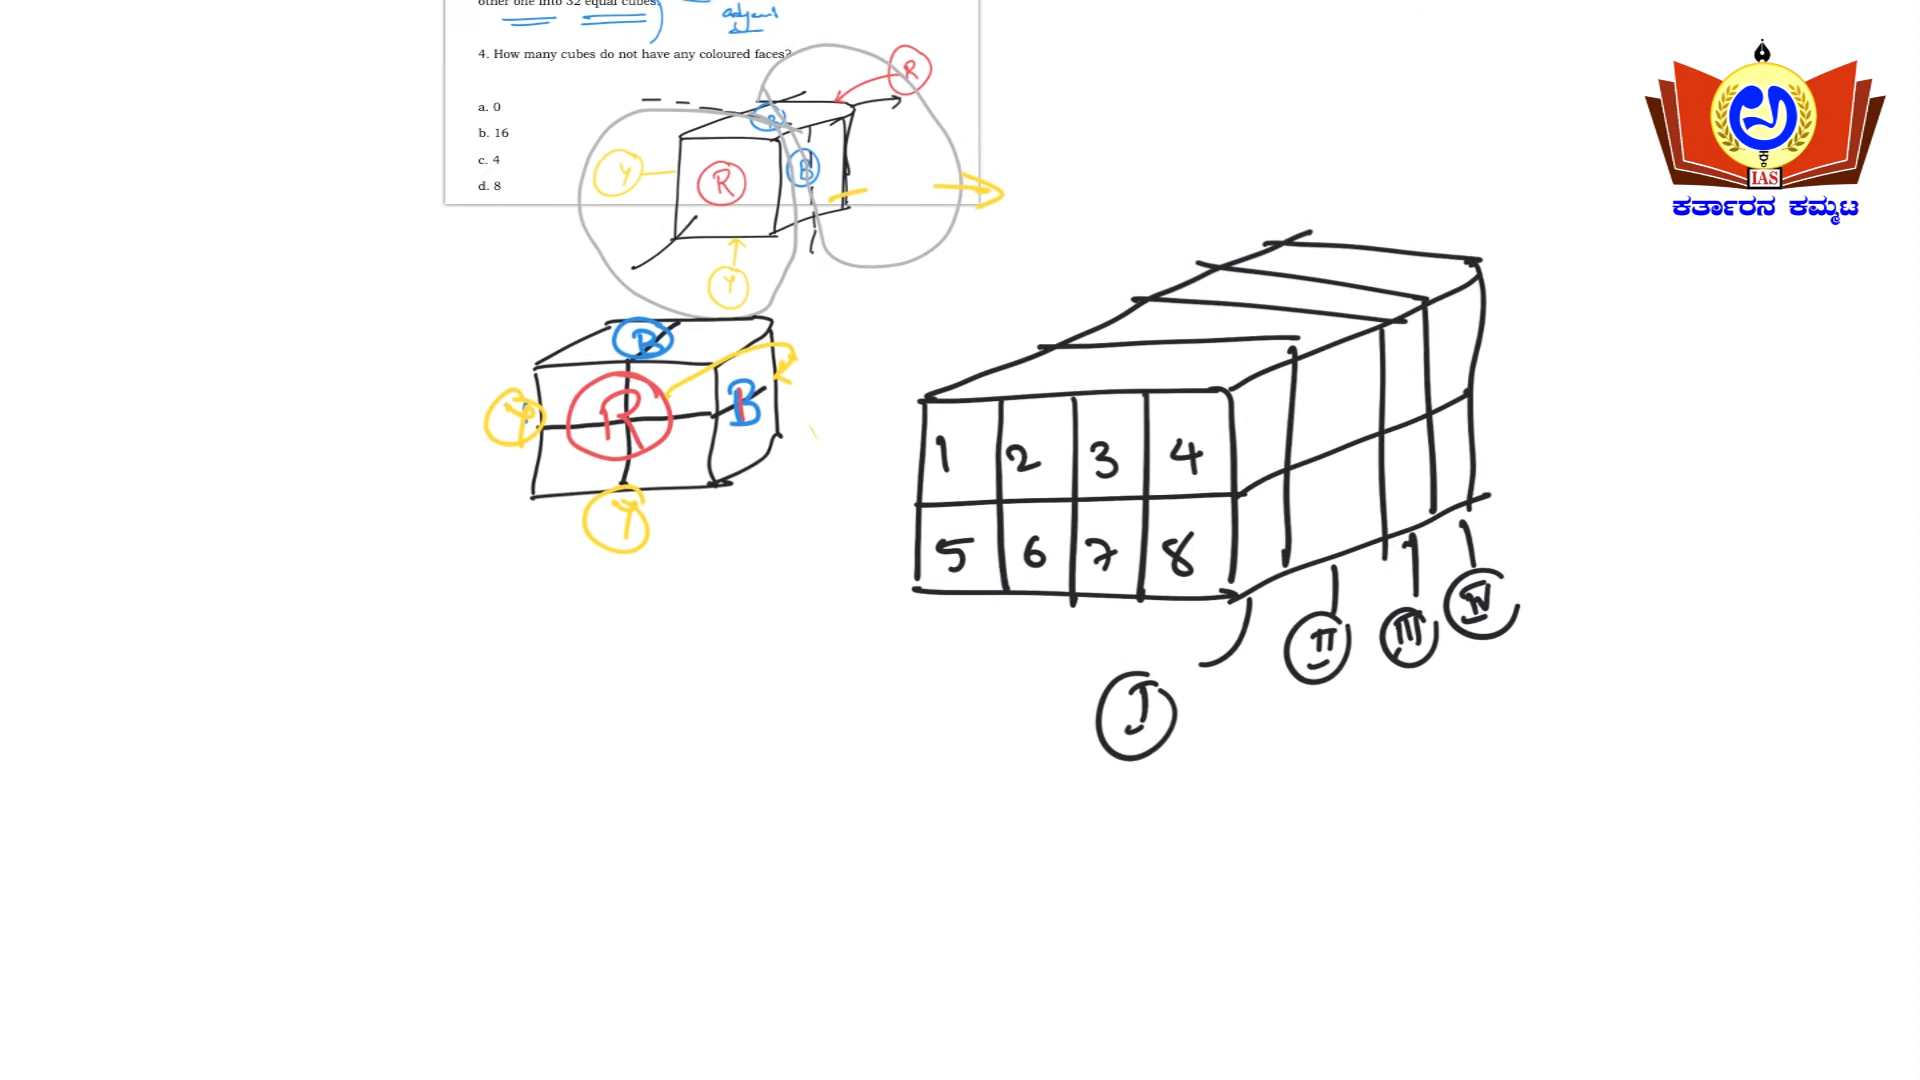 other one into 32 equal cubes.
adjent
4. How many cubes do not have any coloured faces?
a. 0
b. 16
c. 4
d. 8
R
B
Y
R
B
Y
B
Y
R
B
Y
1 2 3 4
5 6 7 8
I
II
III
IV
IAS
ಕರ್ತಾರನ ಕಮ್ಮಟ